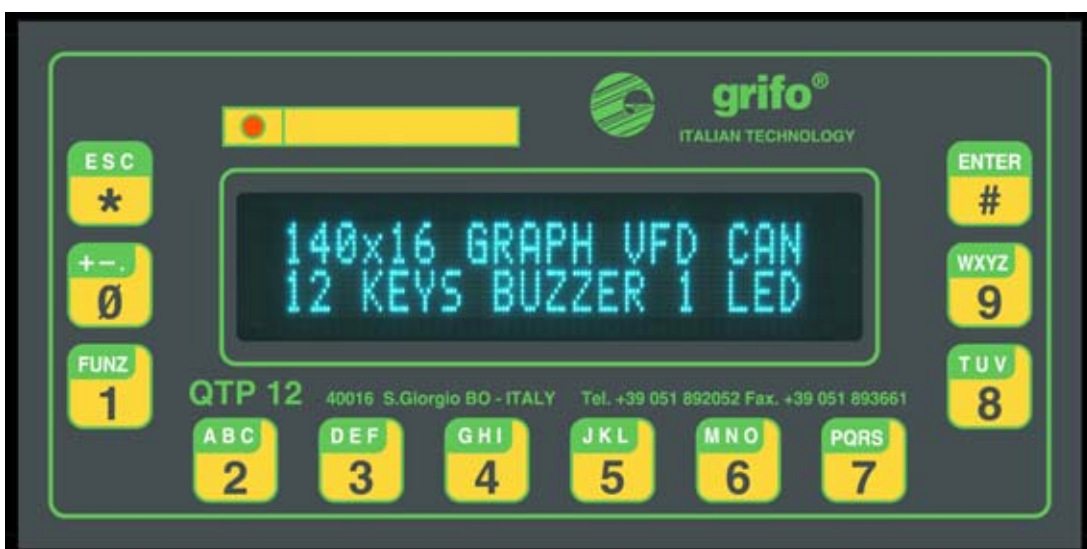 grifo®
ITALIAN TECHNOLOGY
ESC
*
ENTER
#
140x16 GRAPH VFD CAN
12 KEYS BUZZER 1 LED
+-.
0
WXYZ
9
FUNZ
1
TUV
8
QTP 12 40016 S.Giorgio BO - ITALY Tel. +39 051 892052 Fax. +39 051 893661
ABC
2
DEF
3
GHI
4
JKL
5
MNO
6
PQRS
7